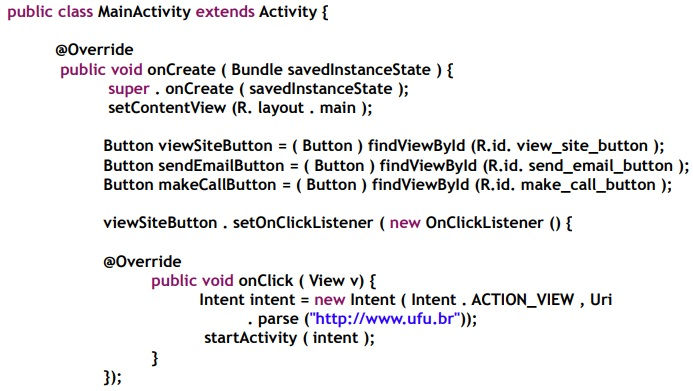 public class MainActivity extends Activity {
@Override
public void onCreate ( Bundle savedInstanceState ) {
super . onCreate ( savedInstanceState );
setContentView (R. layout . main );
Button viewSiteButton = ( Button ) findViewById (R.id. view_site_button );
Button sendEmailButton = ( Button ) findViewById (R.id. send_email_button );
Button makeCallButton = ( Button ) findViewById (R.id. make_call_button );
viewSiteButton . setOnClickListener ( new OnClickListener () {
@Override
public void onClick ( View v) {
Intent intent = new Intent ( Intent . ACTION_VIEW , Uri
. parse ("http://www.ufu.br"));
startActivity ( intent );
}
});